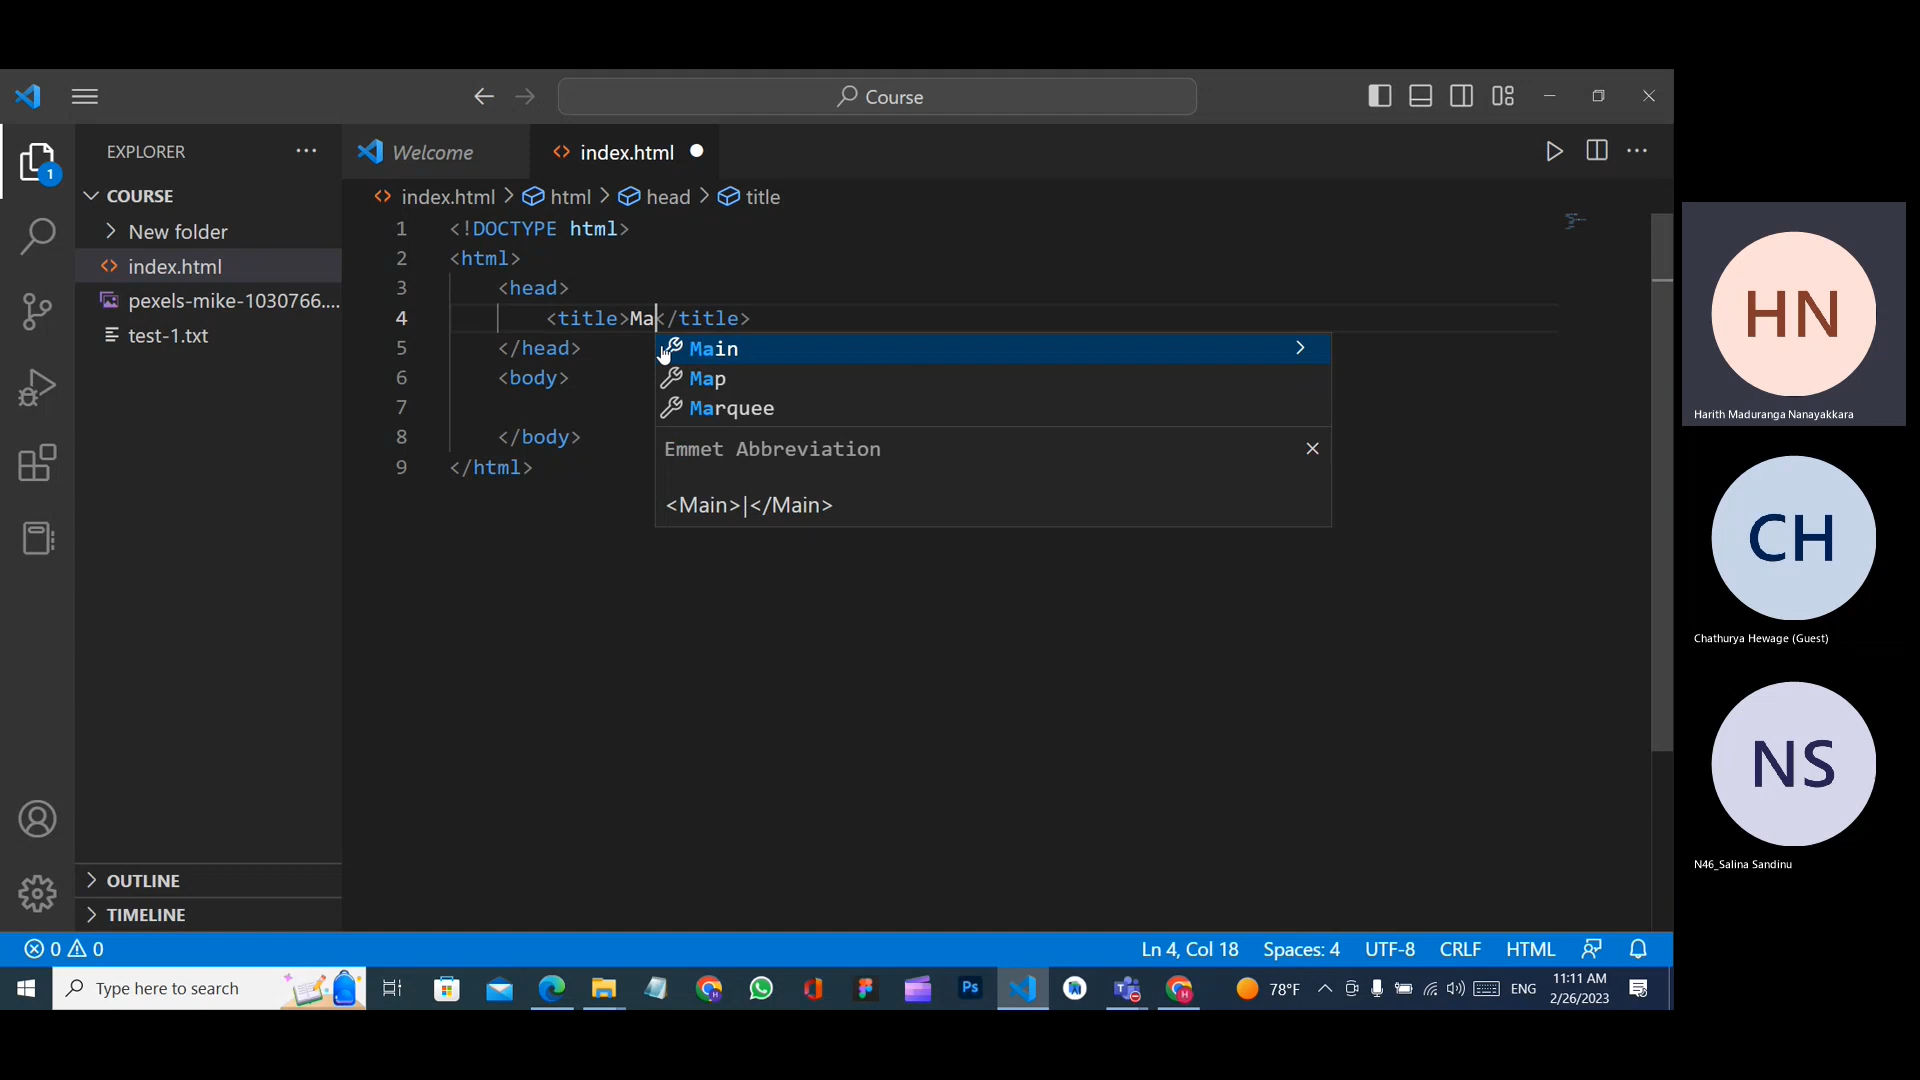 Course
EXPLORER
Welcome
index.html
COURSE
index.html > html > head > title
New folder
index.html
pexels-mike-1030766....
test-1.txt
1
1 <!DOCTYPE html>
2 <html>
3 <head>
4 <title>Ma</title>
5 </head>
6 <body>
7
8 </body>
9 </html>
Main
Map
Marquee
Emmet Abbreviation
<Main>|</Main>
OUTLINE
TIMELINE
0 0
Ln 4, Col 18 Spaces: 4 UTF-8 CRLF HTML
Type here to search
Ps
78°F
ENG
11:11 AM
2/26/2023
HN
Harith Maduranga Nanayakkara
CH
Chathurya Hewage (Guest)
NS
N46_Salina Sandinu